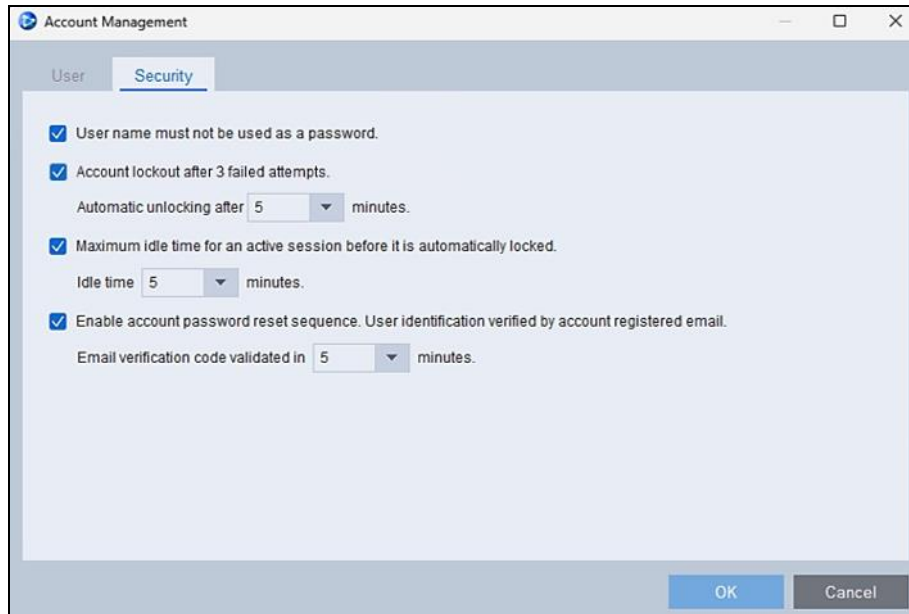 Account Management
User Security
User name must not be used as a password.
Account lockout after 3 failed attempts.
Automatic unlocking after 5 minutes.
Maximum idle time for an active session before it is automatically locked.
Idle time 5 minutes.
Enable account password reset sequence. User identification verified by account registered email.
Email verification code validated in 5 minutes.
OK Cancel